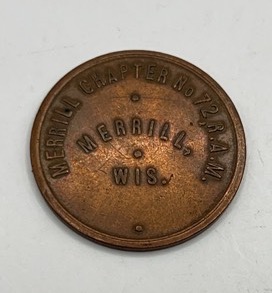 MERRILL CHAPTER No 72, R. A. M.
MERRILL,
WIS.